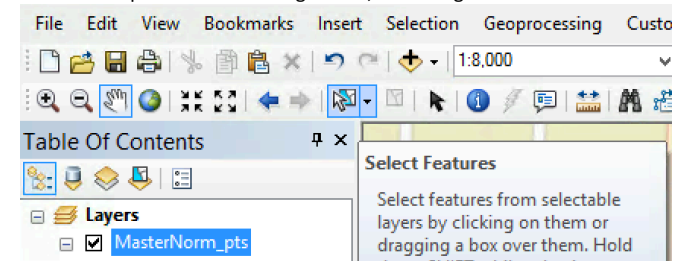 File Edit View Bookmarks Insert Selection Geoprocessing Custo
1:8,000
Table Of Contents
Select Features
Select features from selectable
layers by clicking on them or
dragging a box over them. Hold
Layers
MasterNorm_pts